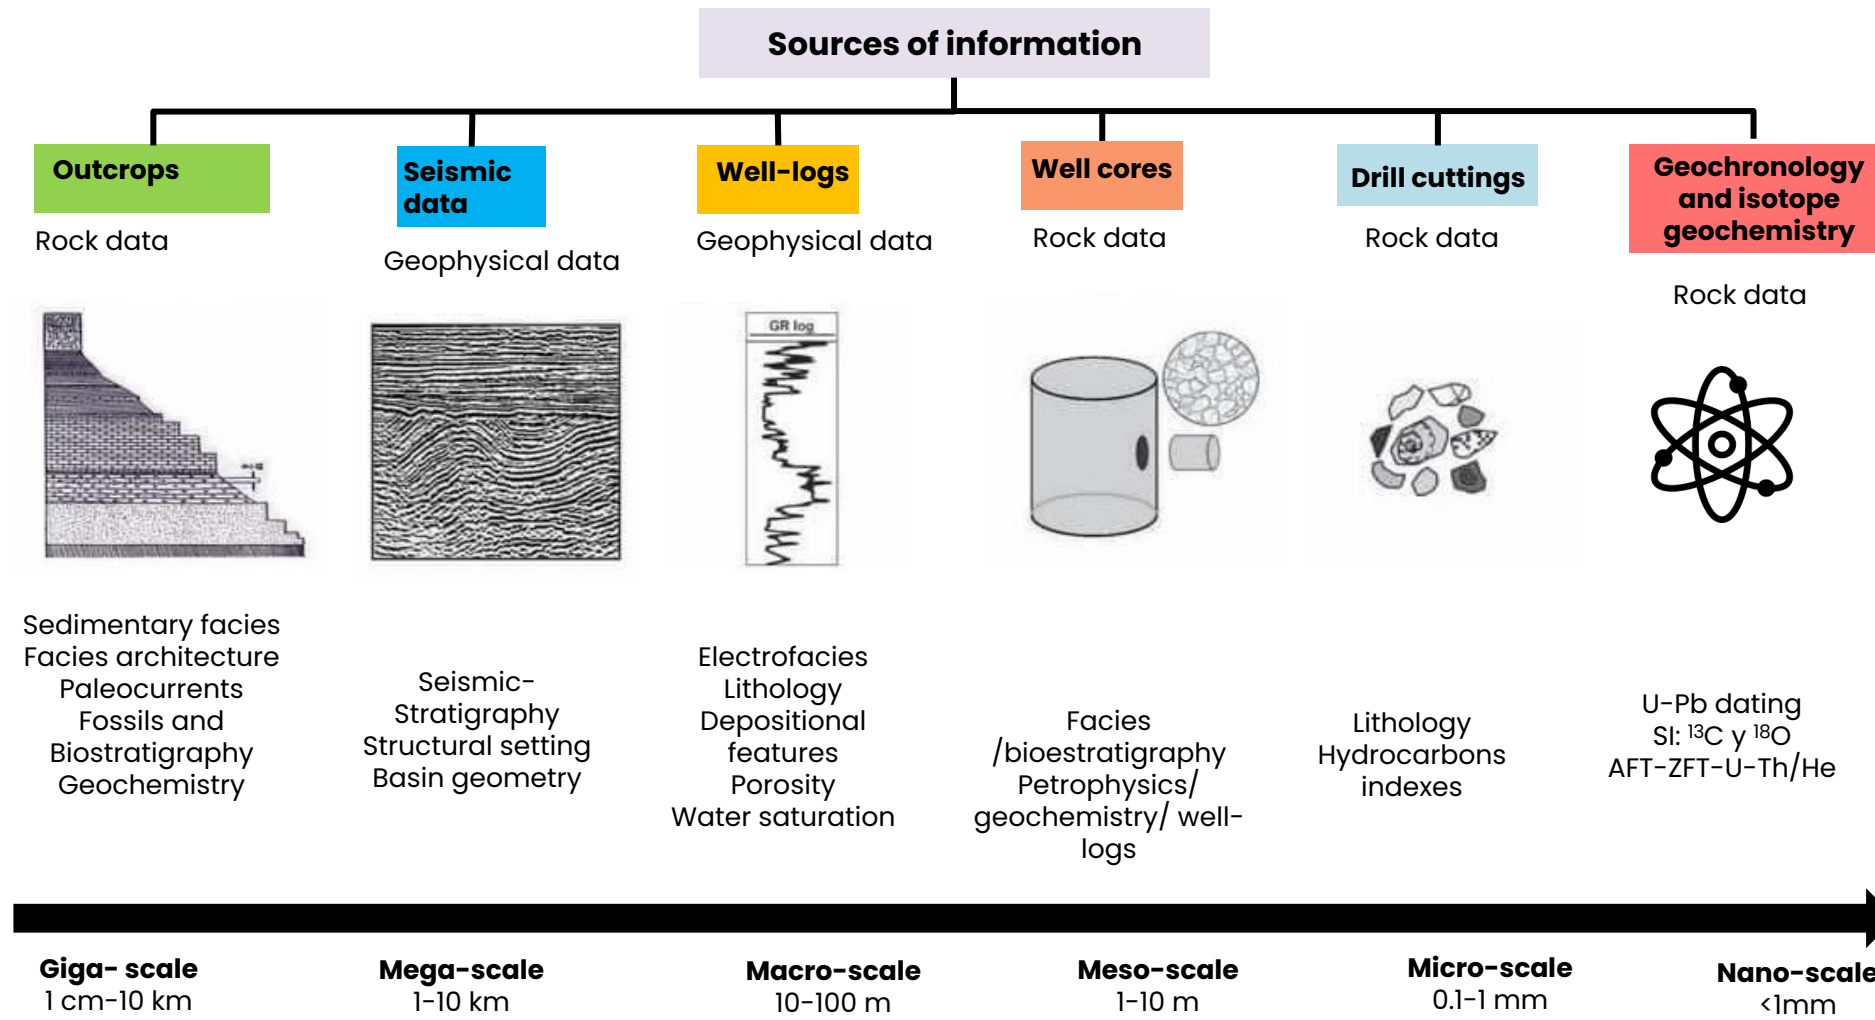 Sources of information
Outcrops
Rock data
Sedimentary facies
Facies architecture
Paleocurrents
Fossils and
Biostratigraphy
Geochemistry
Giga- scale
1 cm-10 km
Seismic
data
Geophysical data
Seismic-
Stratigraphy
Structural setting
Basin geometry
Mega-scale
1-10 km
Well-logs
Geophysical data
GR log
Electrofacies
Lithology
Depositional
features
Porosity
Water saturation
Macro-scale
10-100 m
Well cores
Rock data
Facies
/bioestratigraphy
Petrophysics/
geochemistry/ well-
logs
Meso-scale
1-10 m
Drill cuttings
Rock data
Lithology
Hydrocarbons
indexes
Micro-scale
0.1-1 mm
Geochronology
and isotope
geochemistry
Rock data
U-Pb dating
SI: ¹³C y ¹⁸O
AFT-ZFT-U-Th/He
Nano-scale
<1mm